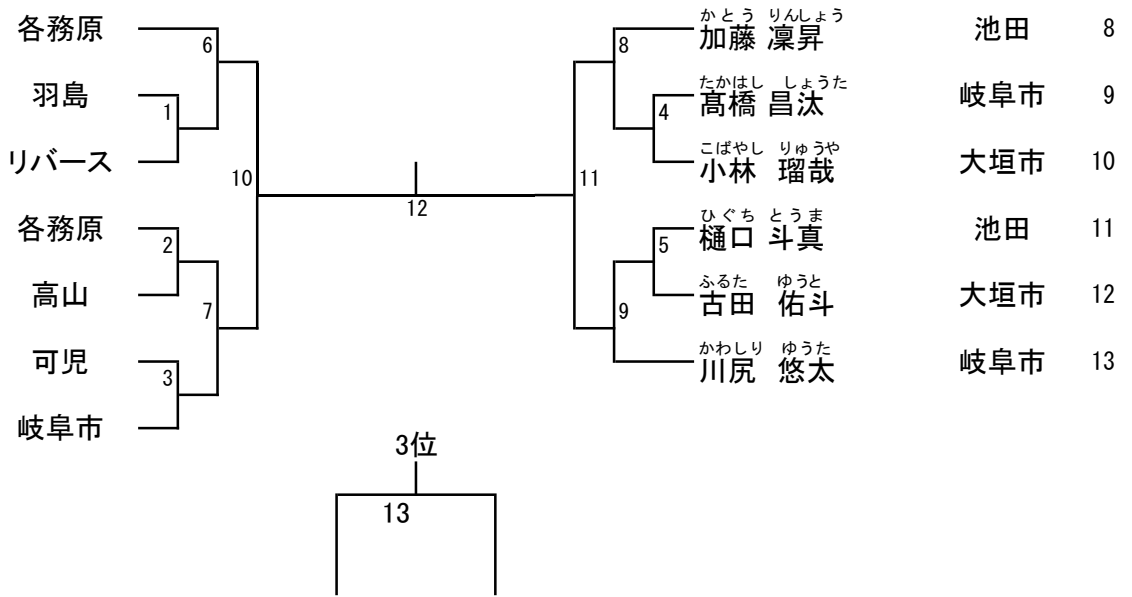 各務原
6
かとう りんしょう
加藤 凜昇 池田 8
8
羽島
1
たかはし しょうた
髙橋 昌汰 岐阜市 9
4
リバース
こばやし りゅうや
小林 瑠哉 大垣市 10
10
11
12
各務原
2
ひぐち とうま
樋口 斗真 池田 11
5
高山
7
ふるた ゆうと
古田 佑斗 大垣市 12
9
可児
3
かわしり ゆうた
川尻 悠太 岐阜市 13
岐阜市
3位
13